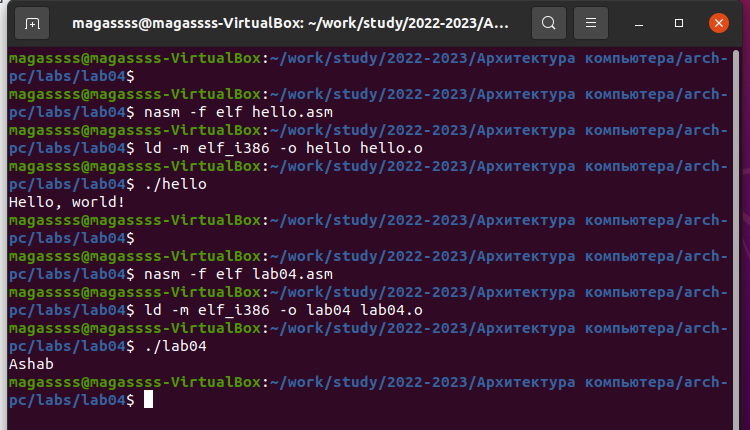 magassss@magassss-VirtualBox: ~/work/study/2022-2023/А...
magassss@magassss-VirtualBox:~/work/study/2022-2023/Архитектура компьютера/arch-
pc/labs/lab04$
magassss@magassss-VirtualBox:~/work/study/2022-2023/Архитектура компьютера/arch-
pc/labs/lab04$ nasm -f elf hello.asm
magassss@magassss-VirtualBox:~/work/study/2022-2023/Архитектура компьютера/arch-
pc/labs/lab04$ ld -m elf_i386 -o hello hello.o
magassss@magassss-VirtualBox:~/work/study/2022-2023/Архитектура компьютера/arch-
pc/labs/lab04$ ./hello
Hello, world!
magassss@magassss-VirtualBox:~/work/study/2022-2023/Архитектура компьютера/arch-
pc/labs/lab04$
magassss@magassss-VirtualBox:~/work/study/2022-2023/Архитектура компьютера/arch-
pc/labs/lab04$ nasm -f elf lab04.asm
magassss@magassss-VirtualBox:~/work/study/2022-2023/Архитектура компьютера/arch-
pc/labs/lab04$ ld -m elf_i386 -o lab04 lab04.o
magassss@magassss-VirtualBox:~/work/study/2022-2023/Архитектура компьютера/arch-
pc/labs/lab04$ ./lab04
Ashab
magassss@magassss-VirtualBox:~/work/study/2022-2023/Архитектура компьютера/arch-
pc/labs/lab04$